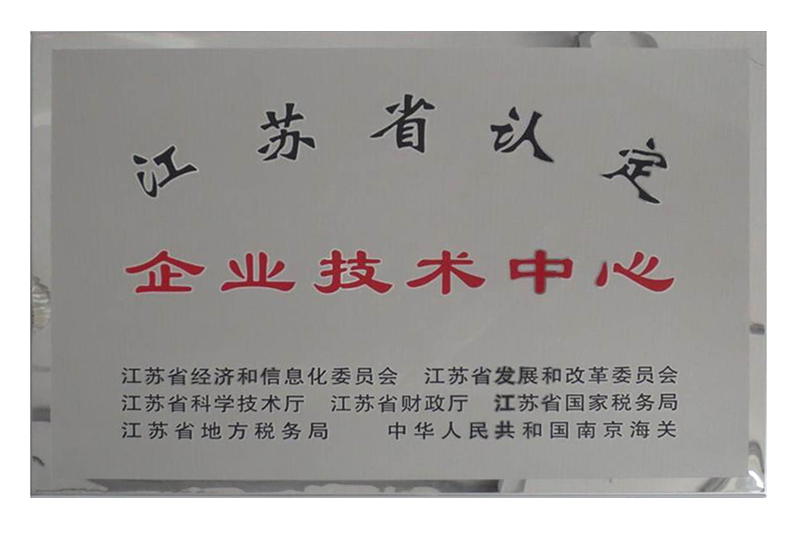 江苏省认定
企业技术中心
江苏省经济和信息化委员会 江苏省发展和改革委员会
江苏省科学技术厅 江苏省财政厅 江苏省国家税务局
江苏省地方税务局 中华人民共和国南京海关